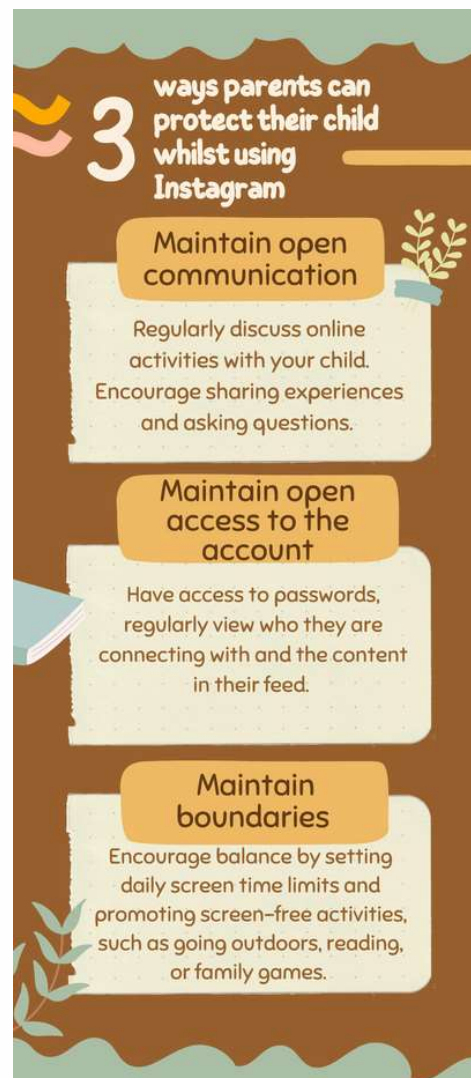 3
ways parents can
protect their child
whilst using
Instagram
Maintain open
communication
Regularly discuss online
activities with your child.
Encourage sharing experiences
and asking questions.
Maintain open
access to the
account
Have access to passwords,
regularly view who they are
connecting with and the content
in their feed.
Maintain
boundaries
Encourage balance by setting
daily screen time limits and
promoting screen-free activities,
such as going outdoors, reading,
or family games.